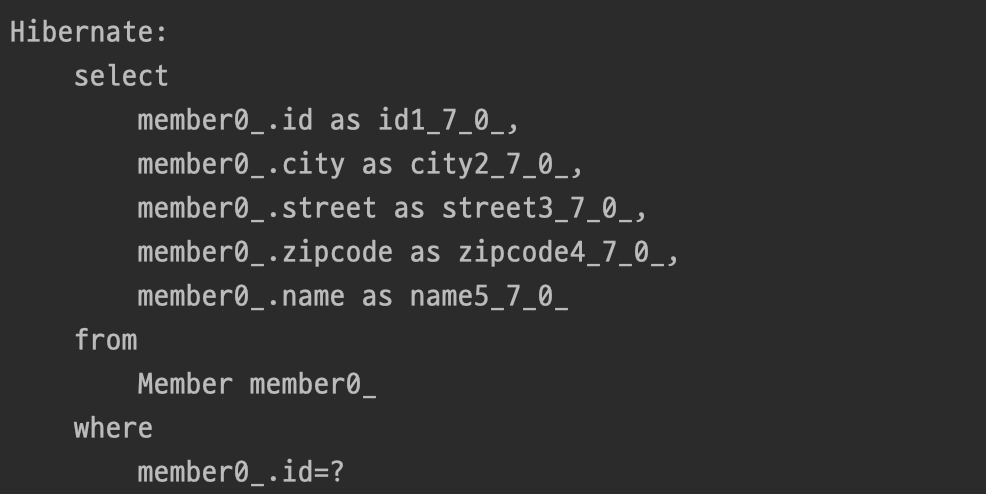 Hibernate:
    select
        member0_.id as id1_7_0_,
        member0_.city as city2_7_0_,
        member0_.street as street3_7_0_,
        member0_.zipcode as zipcode4_7_0_,
        member0_.name as name5_7_0_
    from
        Member member0_
    where
        member0_.id=?